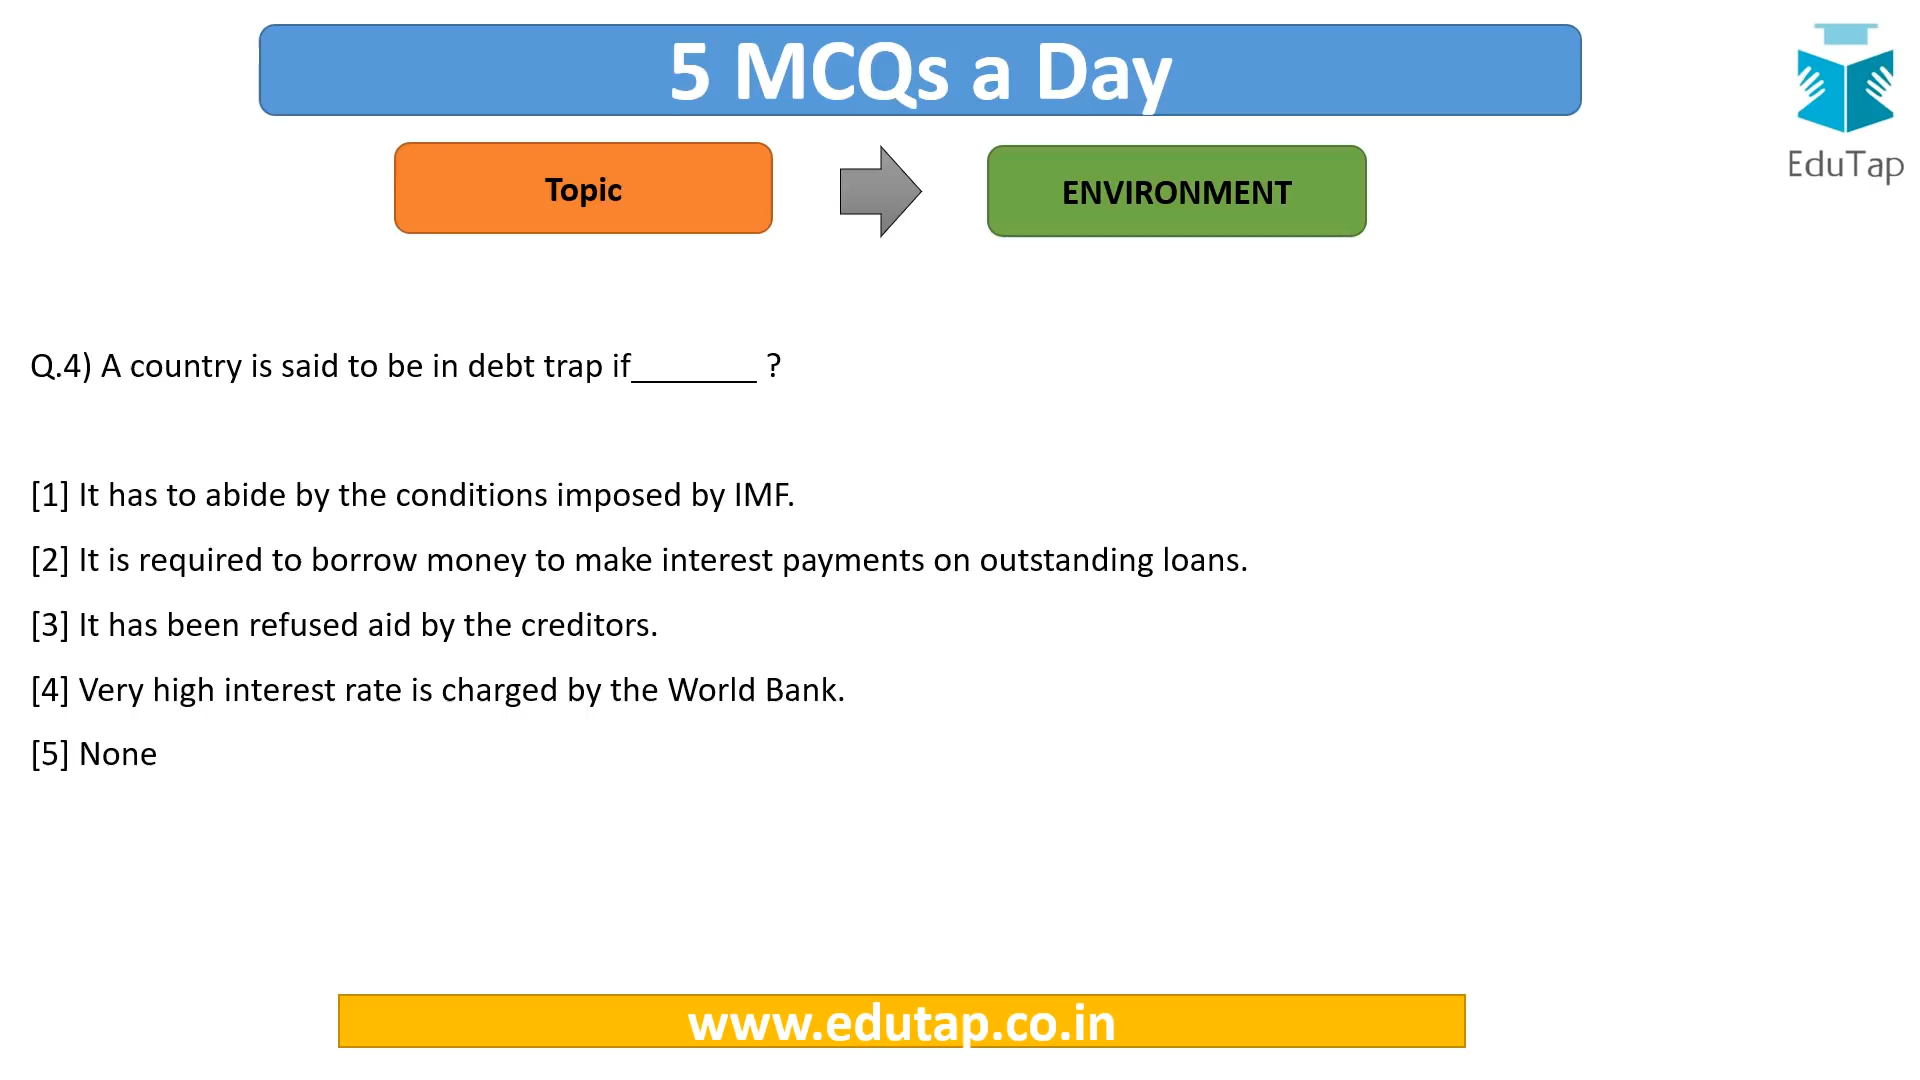 5 MCQs a Day
EduTap
Topic
ENVIRONMENT
Q.4) A country is said to be in debt trap if_______ ?
[1] It has to abide by the conditions imposed by IMF.
[2] It is required to borrow money to make interest payments on outstanding loans.
[3] It has been refused aid by the creditors.
[4] Very high interest rate is charged by the World Bank.
[5] None
www.edutap.co.in